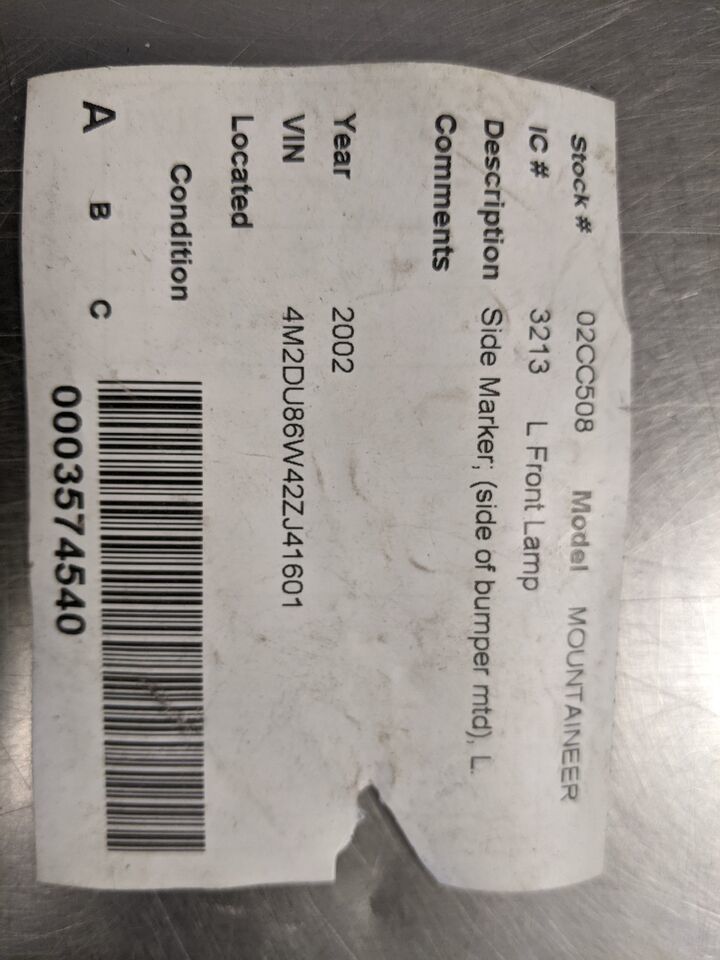 Stock # 02CC508 Model MOUNTAINEER
IC # 3213 L Front Lamp
Description Side Marker; (side of bumper mtd), L.
Comments
Year 2002
VIN 4M2DU86W42ZJ41601
Located
Condition
A B C
0003574540